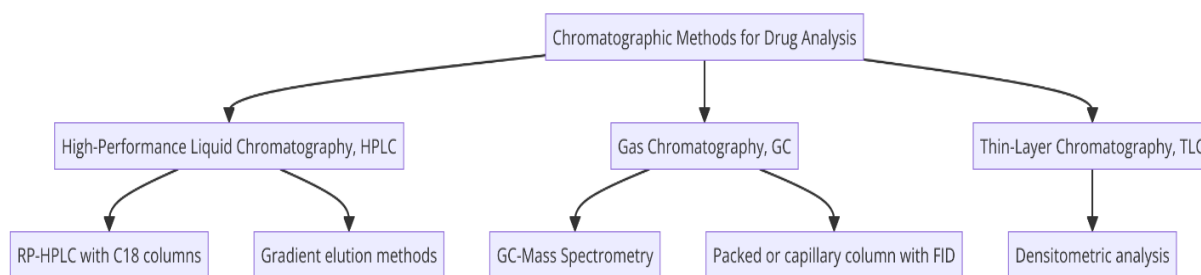 Chromatographic Methods for Drug Analysis
High-Performance Liquid Chromatography, HPLC
Gas Chromatography, GC
Thin-Layer Chromatography, TLC
RP-HPLC with C18 columns
Gradient elution methods
GC-Mass Spectrometry
Packed or capillary column with FID
Densitometric analysis